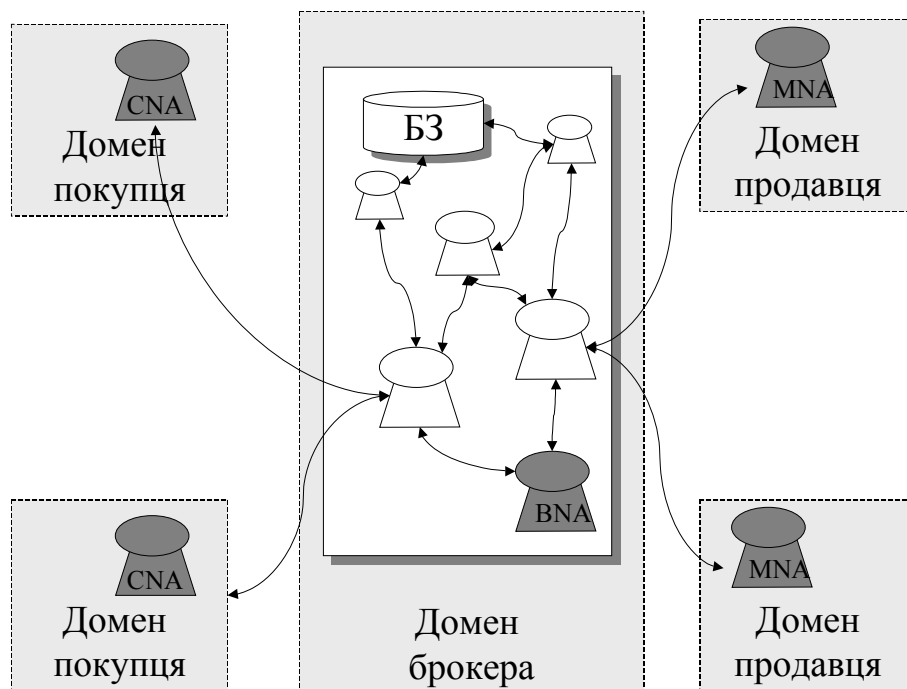 CNA
Домен
покупця
БЗ
MNA
Домен
продавця
BNA
CNA
Домен
покупця
Домен
брокера
MNA
Домен
продавця